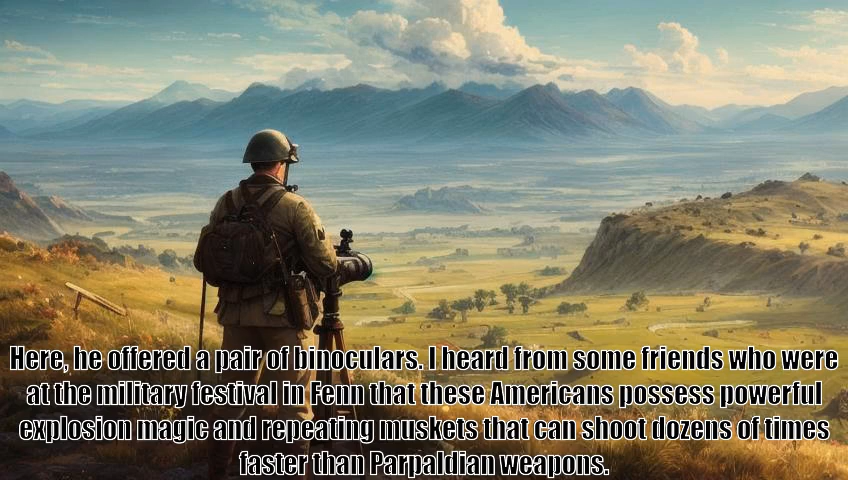 Here, he offered a pair of binoculars. I heard from some friends who were
at the military festival in Fenn that these Americans possess powerful
explosion magic and repeating muskets that can shoot dozens of times
faster than Parpaldian weapons.